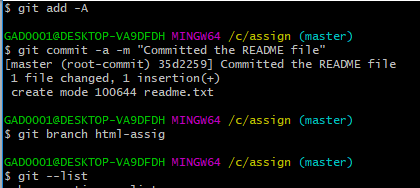 $ git add -A
GAD0001@DESKTOP-VA9DFDH MINGW64 /c/assign (master)
$ git commit -a -m "Committed the README file"
[master (root-commit) 35d2259] Committed the README file
 1 file changed, 1 insertion(+)
 create mode 100644 readme.txt
GAD0001@DESKTOP-VA9DFDH MINGW64 /c/assign (master)
$ git branch html-assig
GAD0001@DESKTOP-VA9DFDH MINGW64 /c/assign (master)
$ git --list